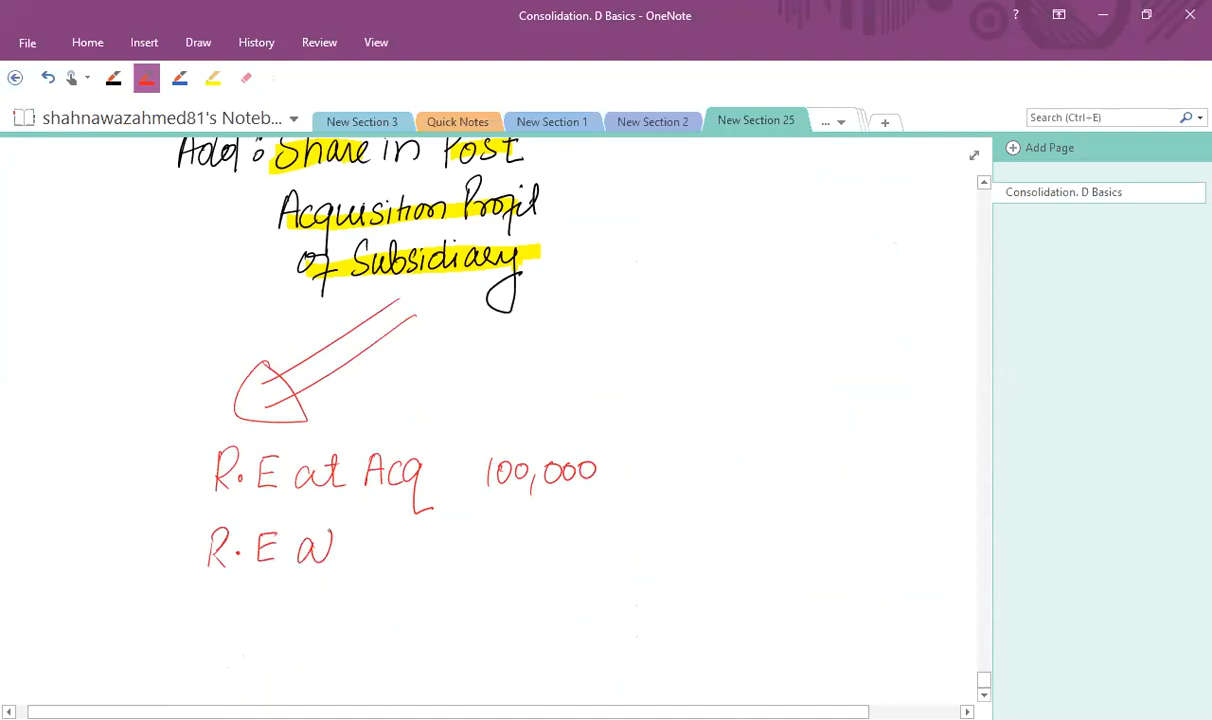 Consolidation. D Basics - OneNote
?
File Home Insert Draw History Review View
shahnawazahmed81's Noteb... New Section 3 Quick Notes New Section 1 New Section 2 New Section 25 ... Search (Ctrl+E)
Add Page
Consolidation. D Basics
Add : Share in Post
Acquisition Profit
of Subsidiary
R.E at Acq 100,000
R.E a